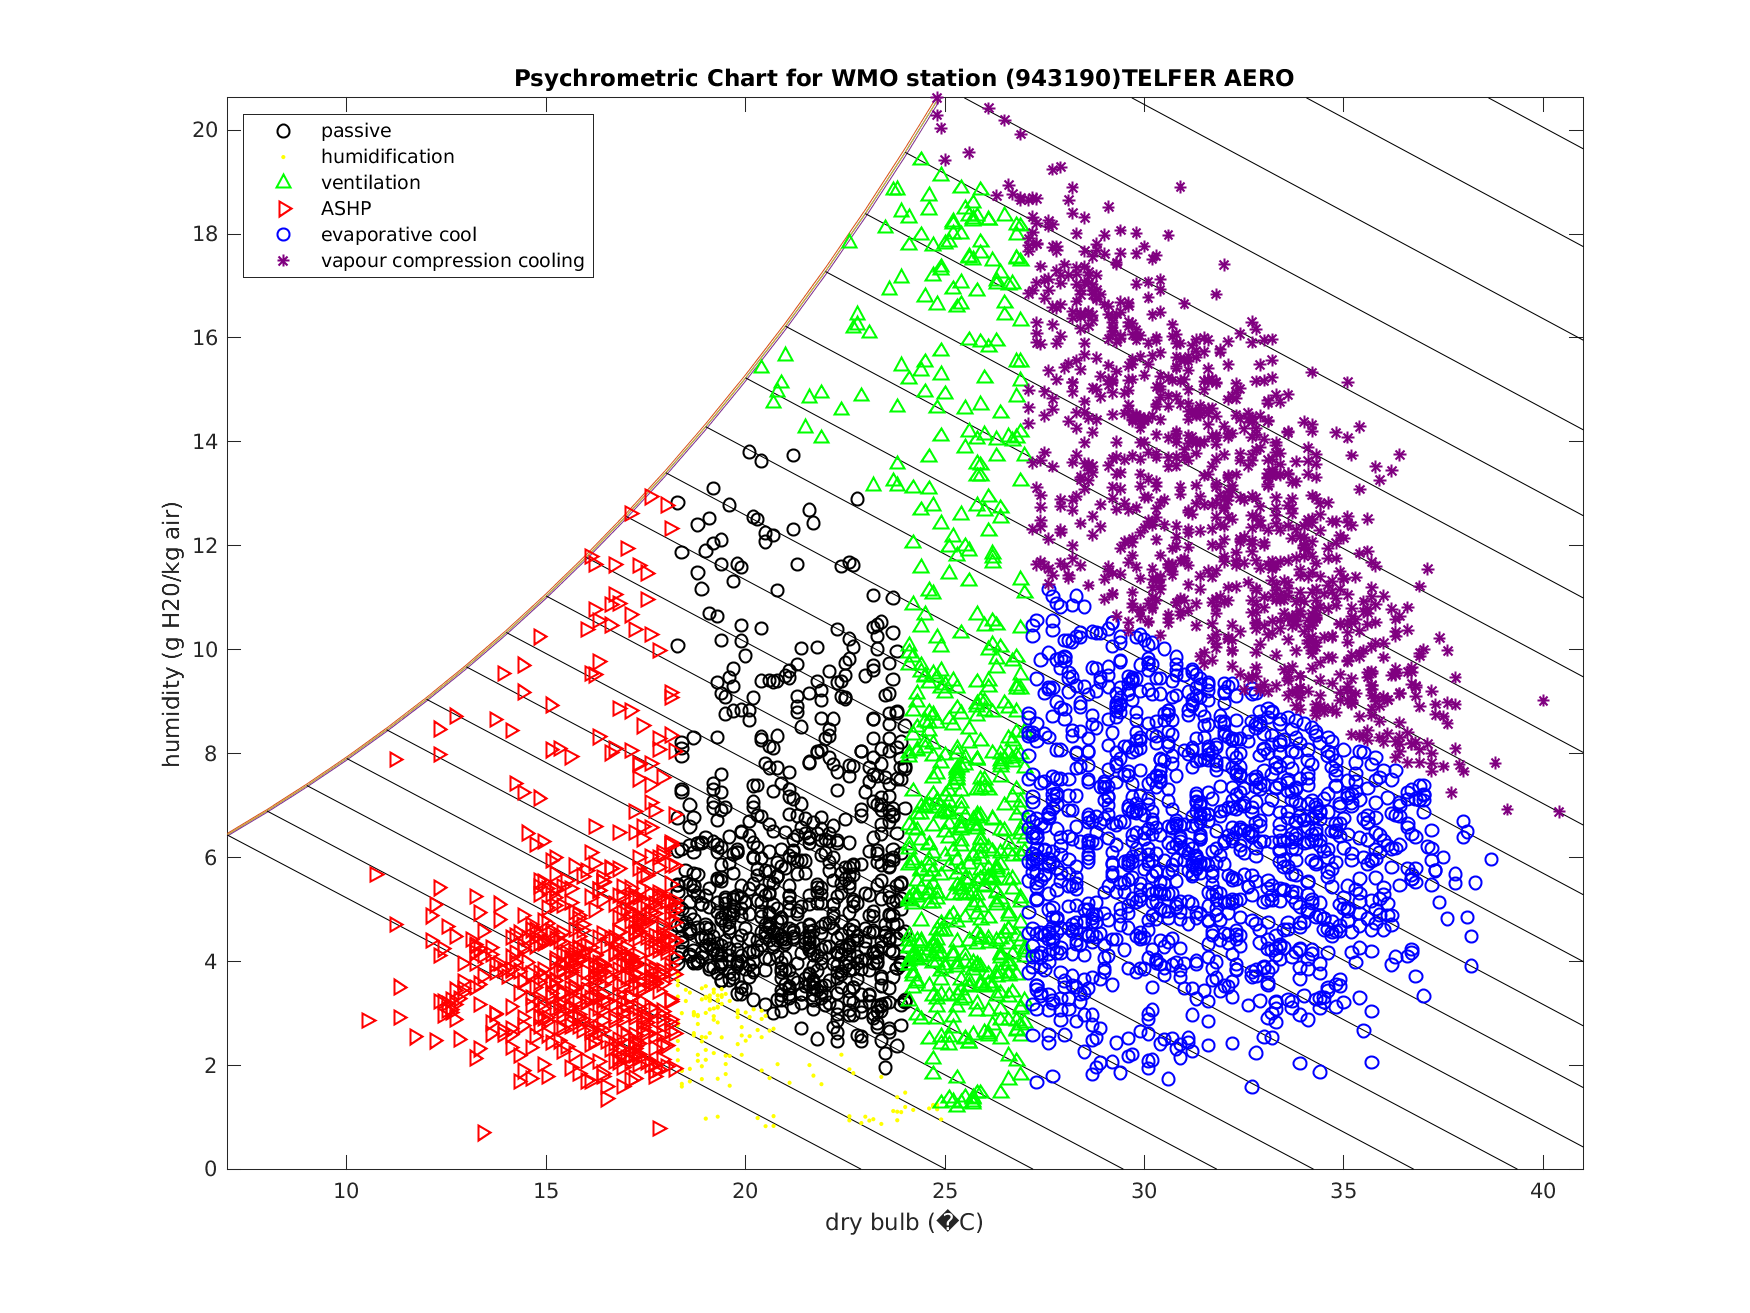 Psychrometric Chart for WMO station (943190)TELFER AERO
passive
humidification
ventilation
ASHP
evaporative cool
vapour compression cooling
20
18
16
14
12
10
8
6
4
2
0
humidity (g H20/kg air)
10 15 20 25 30 35 40
dry bulb (�C)